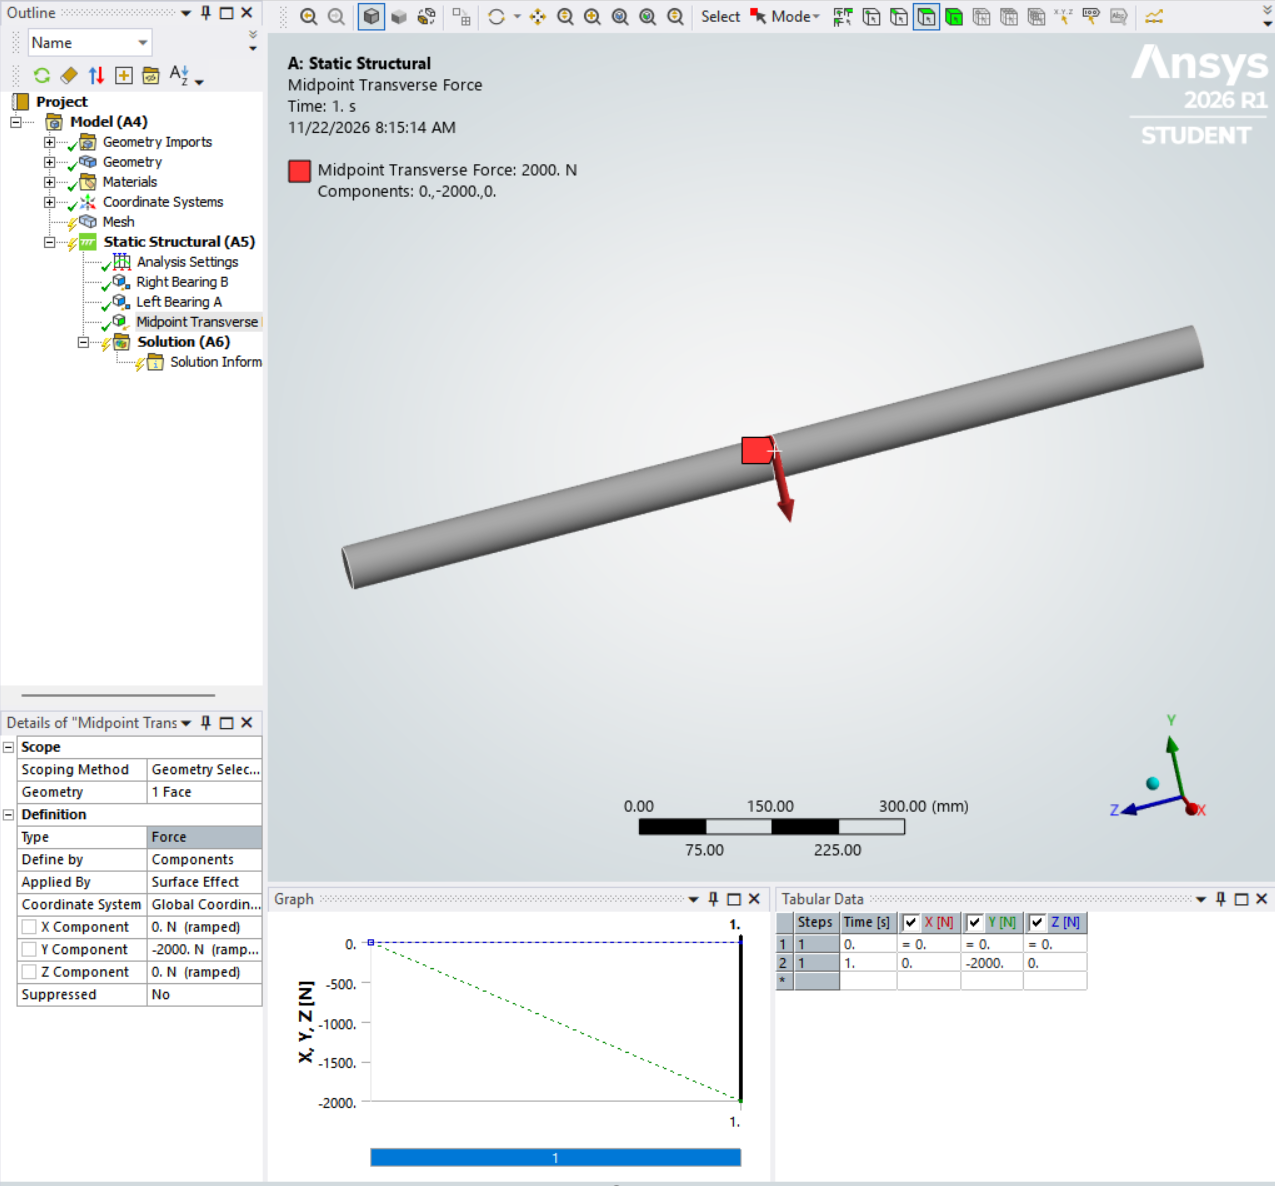 Outline
Name
Project
Model (A4)
Geometry Imports
Geometry
Materials
Coordinate Systems
Mesh
Static Structural (A5)
Analysis Settings
Right Bearing B
Left Bearing A
Midpoint Transverse
Solution (A6)
Solution Inform
Details of "Midpoint Trans
Scope
Scoping Method Geometry Selec...
Geometry 1 Face
Definition
Type Force
Define by Components
Applied By Surface Effect
Coordinate System Global Coordin...
X Component 0. N (ramped)
Y Component -2000. N (ramp...
Z Component 0. N (ramped)
Suppressed No
Select Mode
A: Static Structural
Midpoint Transverse Force
Time: 1. s
11/22/2026 8:15:14 AM
Midpoint Transverse Force: 2000. N
Components: 0.,-2000.,0.
Ansys
2026 R1
STUDENT
0.00 150.00 300.00 (mm)
75.00 225.00
Y
Z X
Graph
1.
0.
-500.
-1000.
-1500.
-2000.
X, Y, Z [N]
1.
1
Tabular Data
Steps Time [s] X [N] Y [N] Z [N]
1 1 0. = 0. = 0. = 0.
2 1 1. 0. -2000. 0.
*